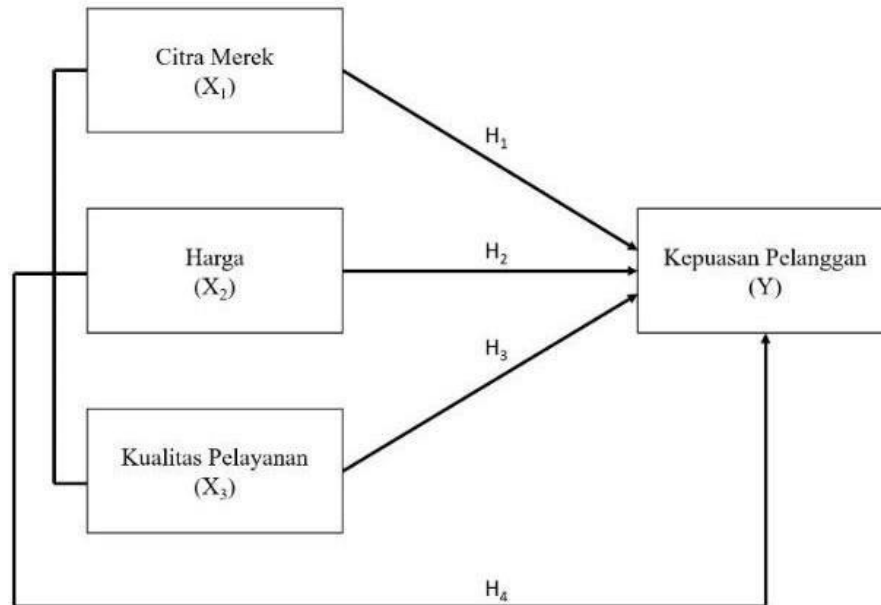 Citra Merek
(X₁)
H₁
Harga
(X₂)
H₂
Kepuasan Pelanggan
(Y)
H₃
Kualitas Pelayanan
(X₃)
H₄